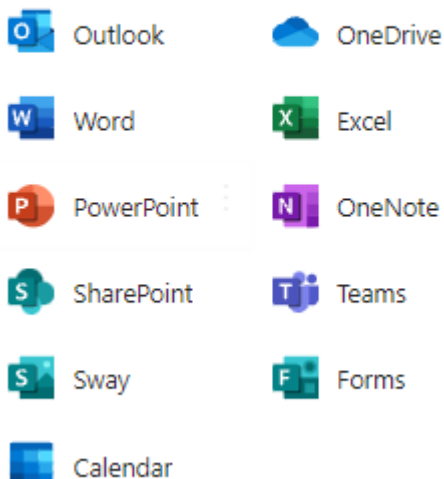 Outlook OneDrive
Word Excel
PowerPoint OneNote
SharePoint Teams
Sway Forms
Calendar